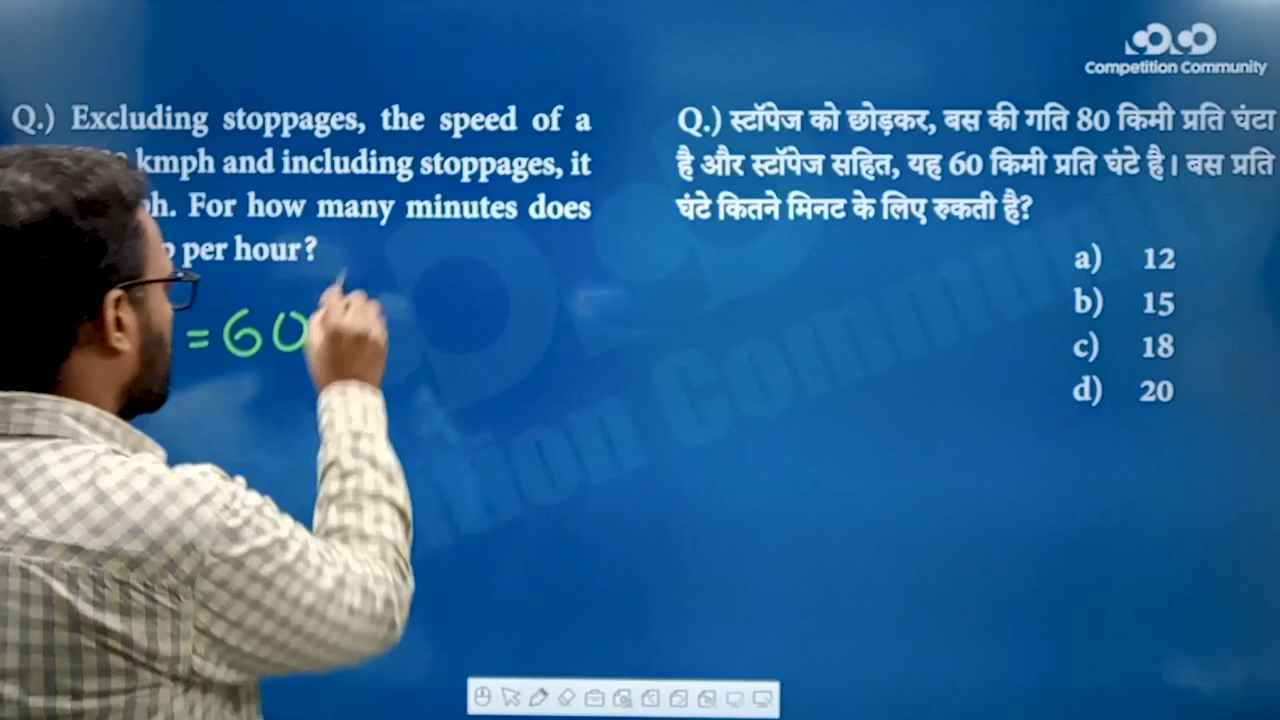 Competition Community
Q.) Excluding stoppages, the speed of a
kmph and including stoppages, it
For how many minutes does
per hour?
= 60
Q.) स्टॉपेज को छोड़कर, बस की गति 80 किमी प्रति घंटा
है और स्टॉपेज सहित, यह 60 किमी प्रति घंटे है। बस प्रति
घंटे कितने मिनट के लिए रुकती है?
a) 12
b) 15
c) 18
d) 20